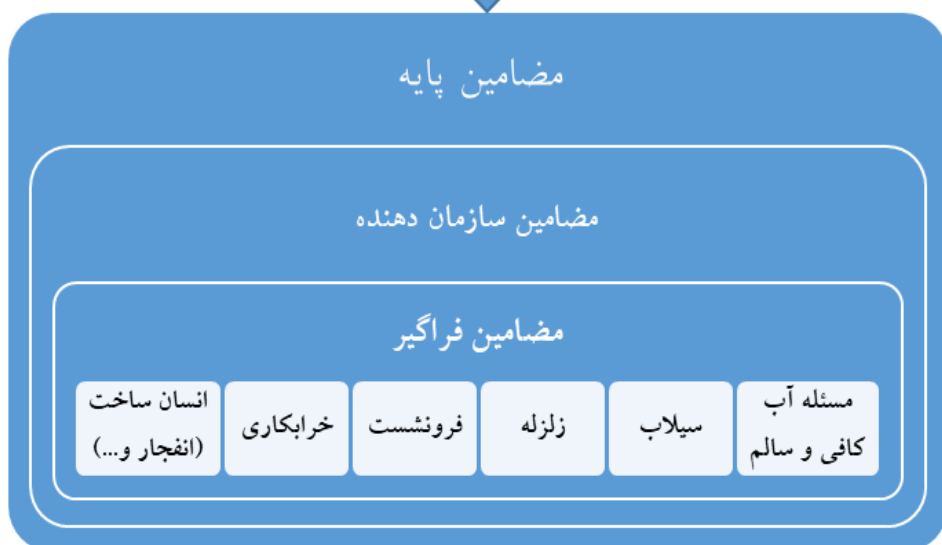 مضامین پایه
مضامین سازمان دهنده
مضامین فراگیر
مسئله آب
کافی و سالم
سیلاب
زلزله
فرونشست
خرابکاری
انسان ساخت
(انفجار و...)